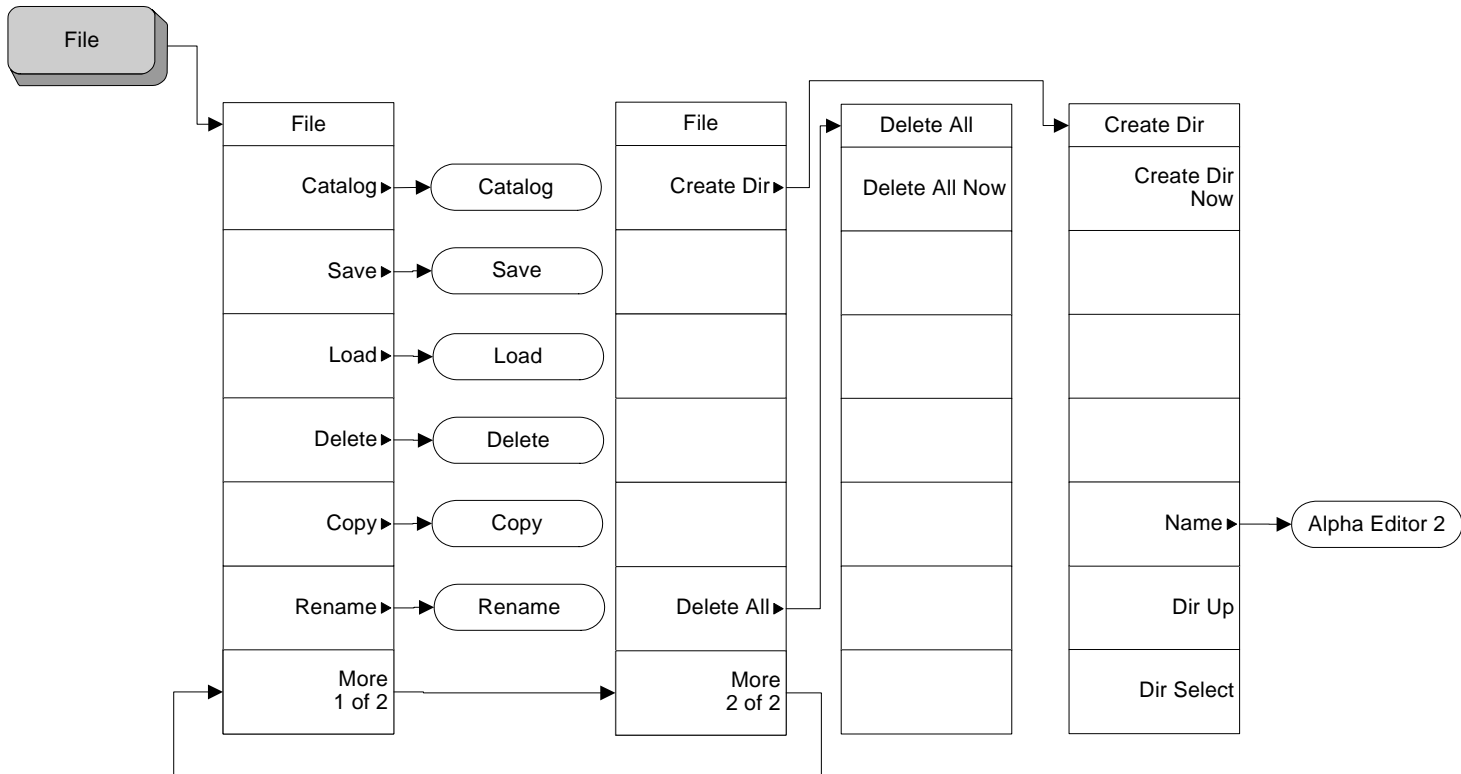 File
File
Catalog
Catalog
Save
Save
Load
Load
Delete
Delete
Copy
Copy
Rename
Rename
More
1 of 2
File
Create Dir
Delete All
More
2 of 2
Delete All
Delete All Now
Create Dir
Create Dir
Now
Name
Alpha Editor 2
Dir Up
Dir Select